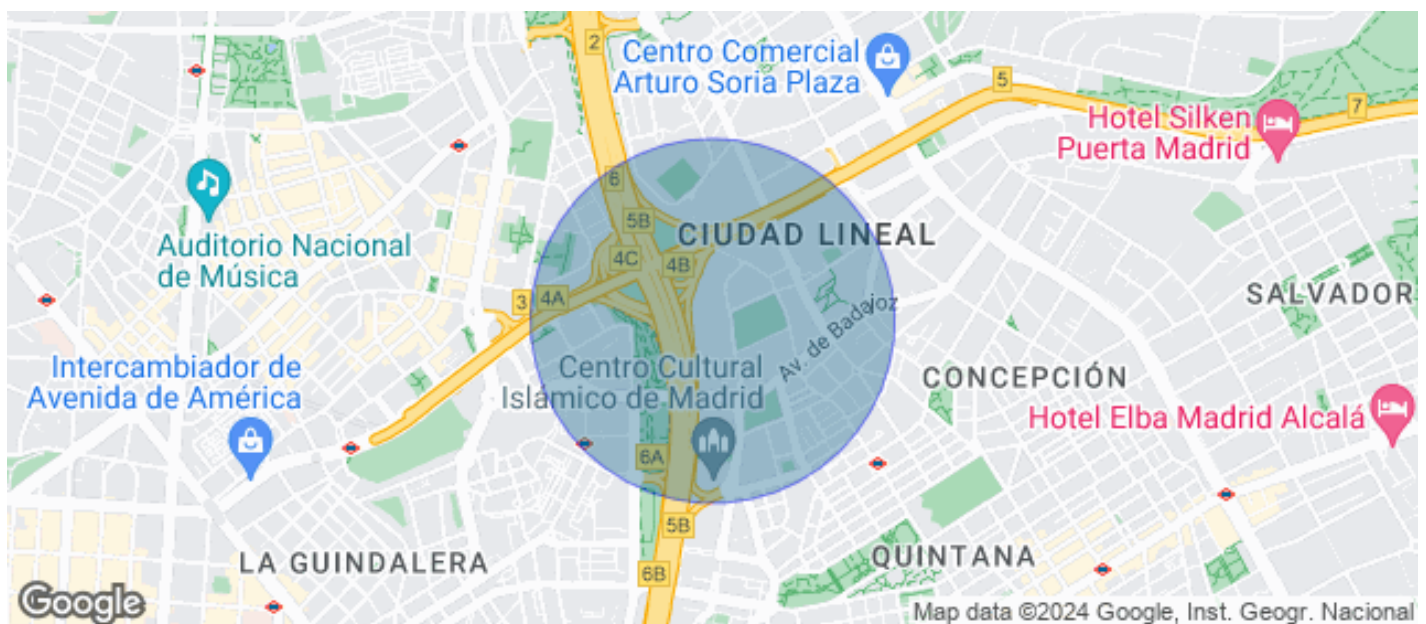 2
Centro Comercial
Arturo Soria Plaza
5
7
Hotel Silken
Puerta Madrid
6
5B
CIUDAD LINEAL
Auditorio Nacional
de Música
4C
4B
3
4A
SALVADOR
Av. de Badajoz
Intercambiador de
Avenida de América
Centro Cultural
Islámico de Madrid
CONCEPCIÓN
Hotel Elba Madrid Alcalá
6A
5B
LA GUINDALERA
QUINTANA
6B
Google
Map data ©2024 Google, Inst. Geogr. Nacional